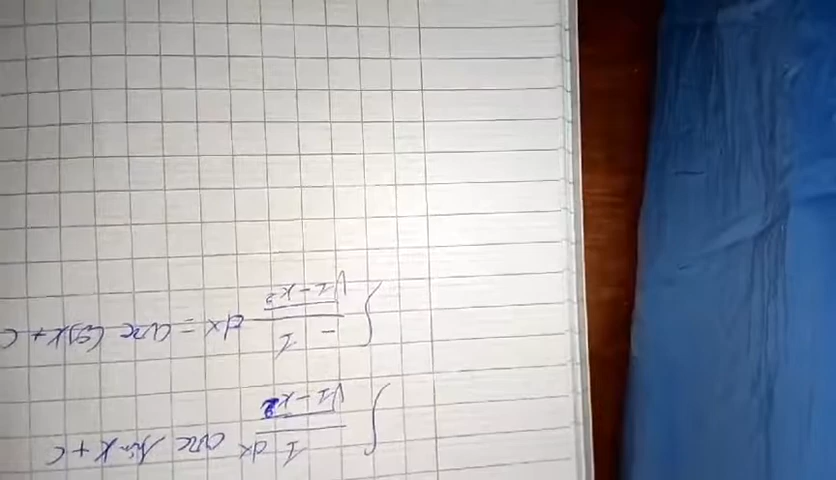 ∫ 1/√1-x² dx arc sin x + c
∫ -1/√1-x² dx = arc cos x + c